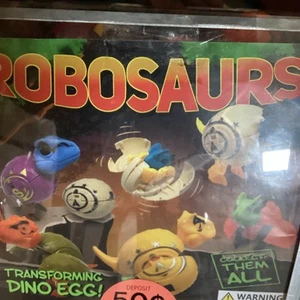 ROBOSAURS
TRANSFORMING
DINO EGG!
COLLECT
THEM
ALL
DEPOSIT
50¢
WARNING